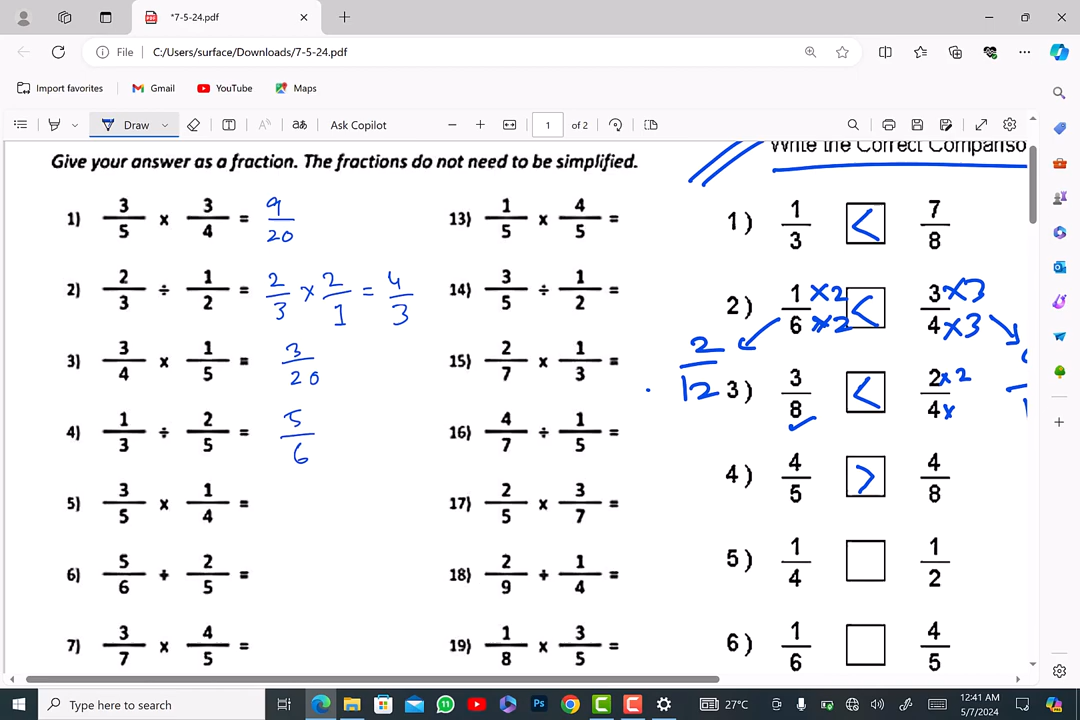 *7-5-24.pdf
File C:/Users/surface/Downloads/7-5-24.pdf
Import favorites Gmail YouTube Maps
Draw Ask Copilot 1 of 2
Give your answer as a fraction. The fractions do not need to be simplified.
Write the Correct Compariso
1) 3/5 x 3/4 = 9/20
2) 2/3 ÷ 1/2 = 2/3 × 2/1 = 4/3
3) 3/4 x 1/5 = 3/20
4) 1/3 ÷ 2/5 = 5/6
5) 3/5 x 1/4 =
6) 5/6 ÷ 2/5 =
7) 3/7 x 4/5 =
13) 1/5 x 4/5 =
14) 3/5 ÷ 1/2 =
15) 2/7 x 1/3 =
16) 4/7 ÷ 1/5 =
17) 2/5 x 3/7 =
18) 2/9 ÷ 1/4 =
19) 1/8 x 3/5 =
1) 1/3 < 7/8
2) 1/6 ×2 ×2 < 3/4 ×3 ×3
2/12
3) 3/8 < 2/4 ×2 ×
4) 4/5 > 4/8
5) 1/4 1/2
6) 1/6 4/5
Type here to search
27°C
12:41 AM
5/7/2024